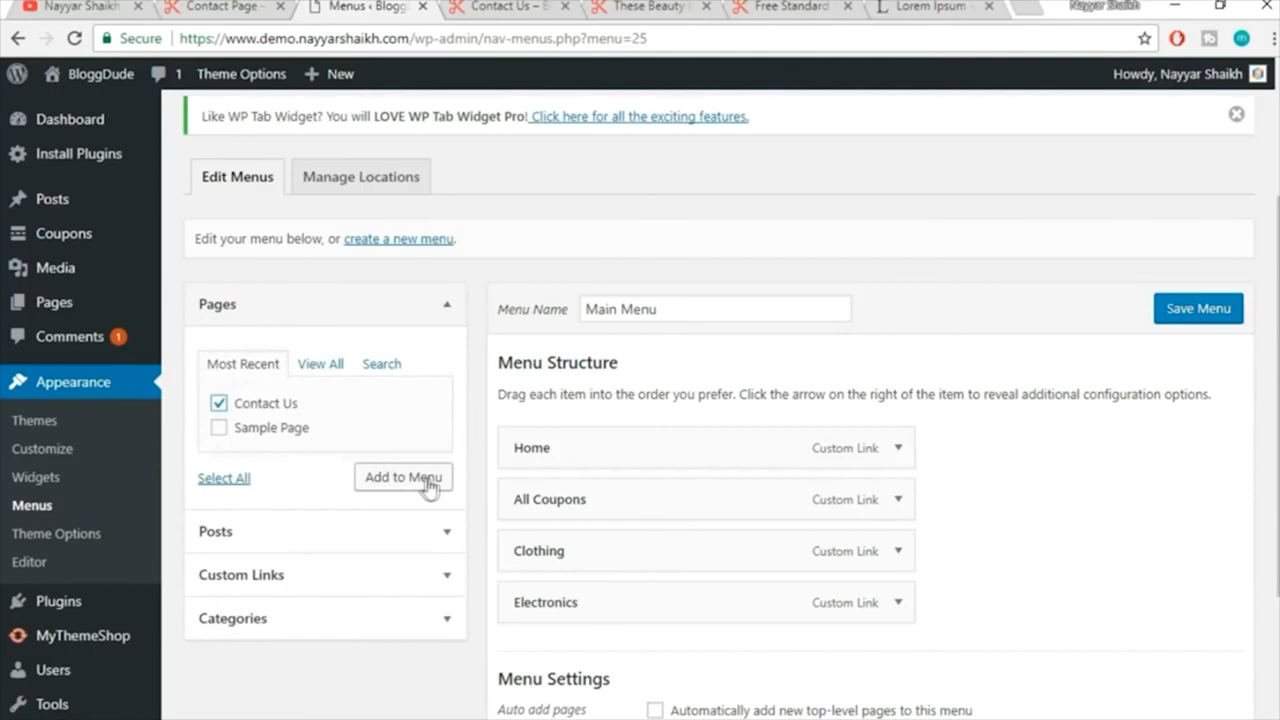 Nayyar Shaikh
Contact Page -
Menus ‹ Blogg
Contact Us – E
These Beauty I
Free Standard
Lorem Ipsum -
Nayyar Shaikh
Secure
https://www.demo.nayyarshaikh.com/wp-admin/nav-menus.php?menu=25
BloggDude
1
Theme Options
+ New
Howdy, Nayyar Shaikh
Dashboard
Install Plugins
Posts
Coupons
Media
Pages
Comments 1
Appearance
Themes
Customize
Widgets
Menus
Theme Options
Editor
Plugins
MyThemeShop
Users
Tools
Like WP Tab Widget? You will LOVE WP Tab Widget Pro! Click here for all the exciting features.
Edit Menus
Manage Locations
Edit your menu below, or create a new menu.
Pages
Most Recent
View All
Search
Contact Us
Sample Page
Select All
Add to Menu
Posts
Custom Links
Categories
Menu Name
Main Menu
Save Menu
Menu Structure
Drag each item into the order you prefer. Click the arrow on the right of the item to reveal additional configuration options.
Home Custom Link
All Coupons Custom Link
Clothing Custom Link
Electronics Custom Link
Menu Settings
Auto add pages
Automatically add new top-level pages to this menu